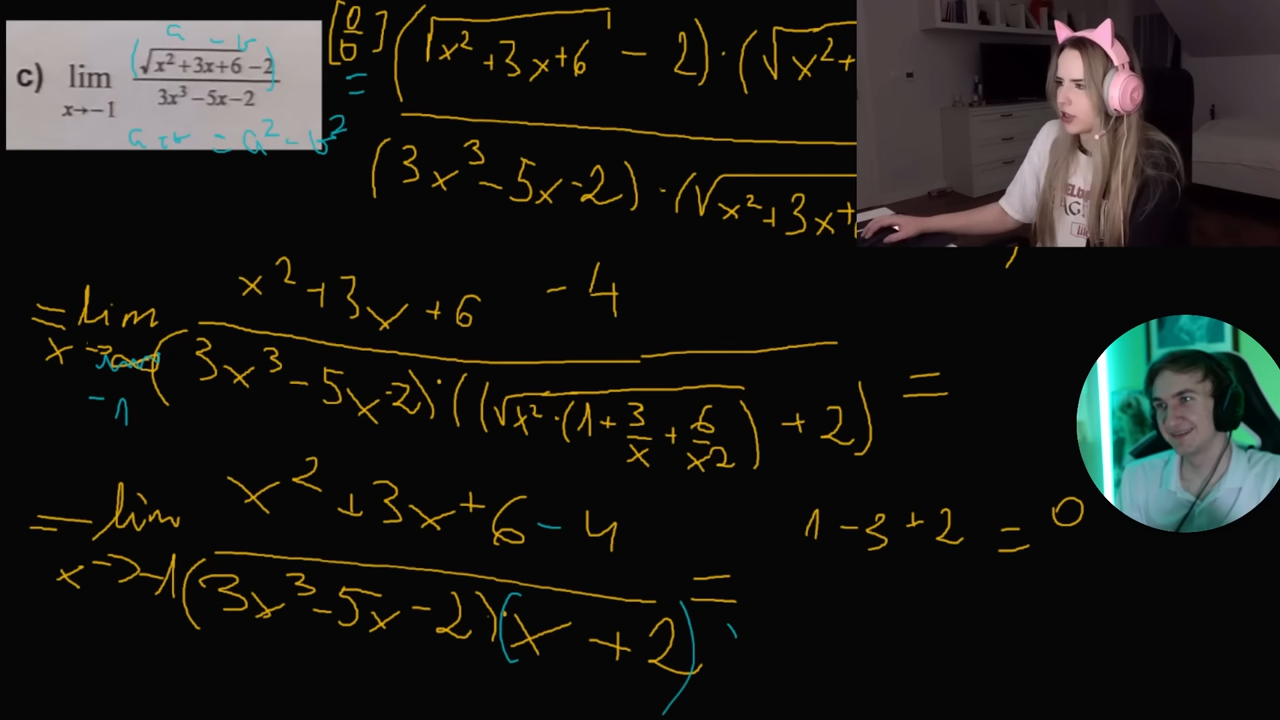 a - b
c) lim (√x²+3x+6 -2)
x→-1 3x³-5x-2
a+b = a²-b²
[0/0] (√x²+3x+6 - 2)·(√x²+
=
(3x³-5x-2)·(√x²+3x+
x²+3x+6 -4
=lim
x→ (3x³-5x-2)·((√x²·(1+3/x+6/x2)+2) =
-1
x²+3x+6-4
=lim
1-3+2=0
x→-1 (3x³-5x-2)·(x+2) =